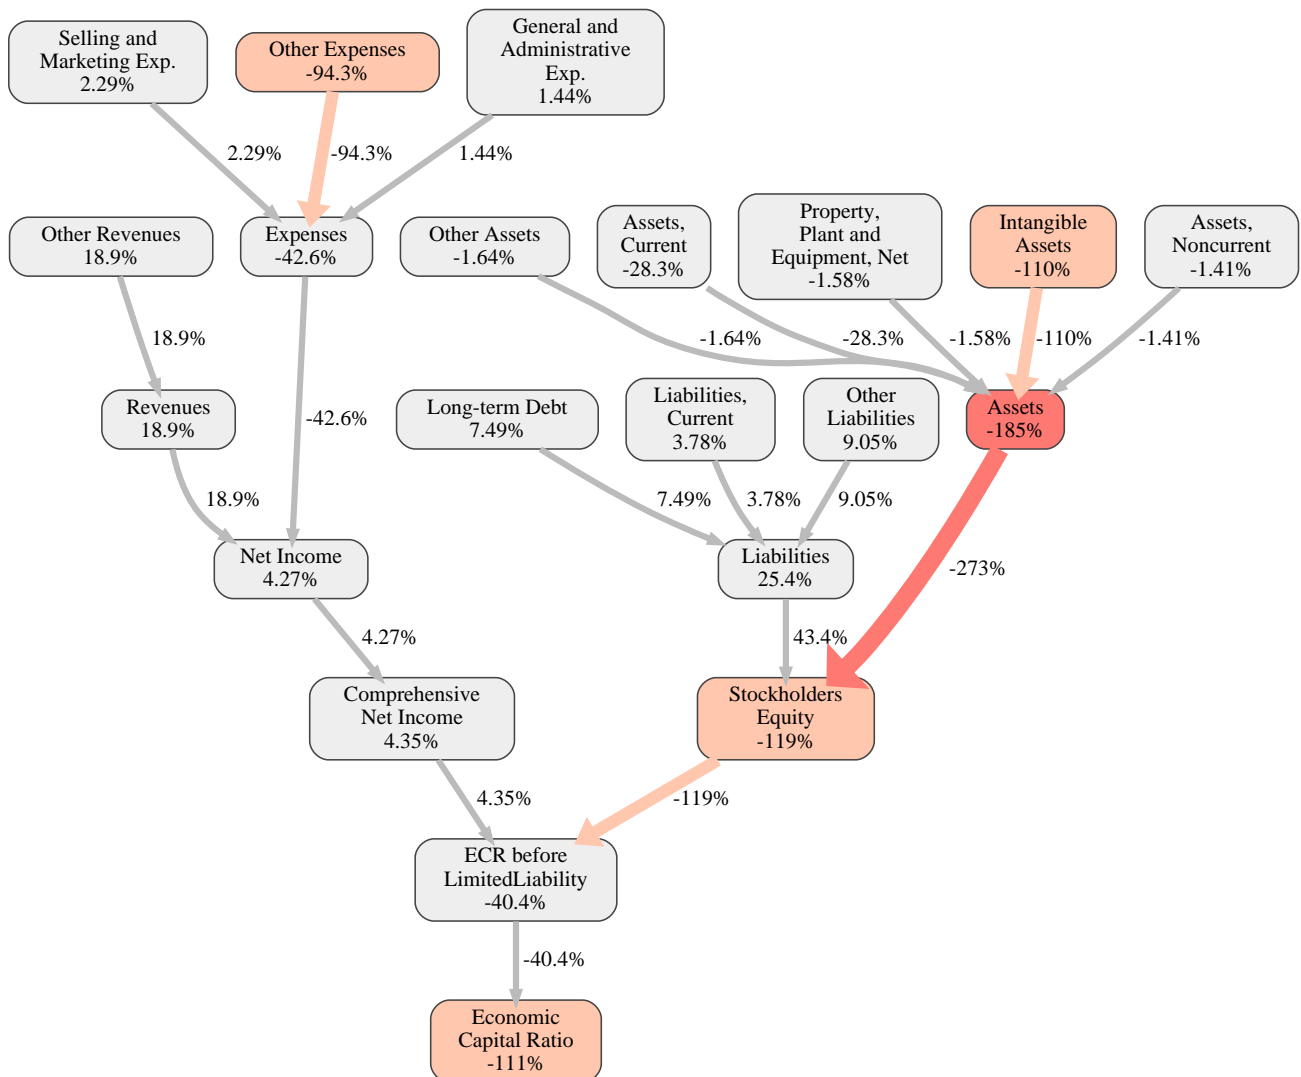 Selling and
Marketing Exp.
2.29%
Other Expenses
-94.3%
General and
Administrative
Exp.
1.44%
2.29%
-94.3%
1.44%
Other Revenues
18.9%
Expenses
-42.6%
Other Assets
-1.64%
Assets,
Current
-28.3%
Property,
Plant and
Equipment, Net
-1.58%
Intangible
Assets
-110%
Assets,
Noncurrent
-1.41%
18.9%
-42.6%
-1.64%
-28.3%
-1.58%
-110%
-1.41%
Revenues
18.9%
Long-term Debt
7.49%
Liabilities,
Current
3.78%
Other
Liabilities
9.05%
Assets
-185%
18.9%
7.49%
3.78%
9.05%
-273%
Net Income
4.27%
Liabilities
25.4%
4.27%
43.4%
Comprehensive
Net Income
4.35%
Stockholders
Equity
-119%
4.35%
-119%
ECR before
LimitedLiability
-40.4%
-40.4%
Economic
Capital Ratio
-111%